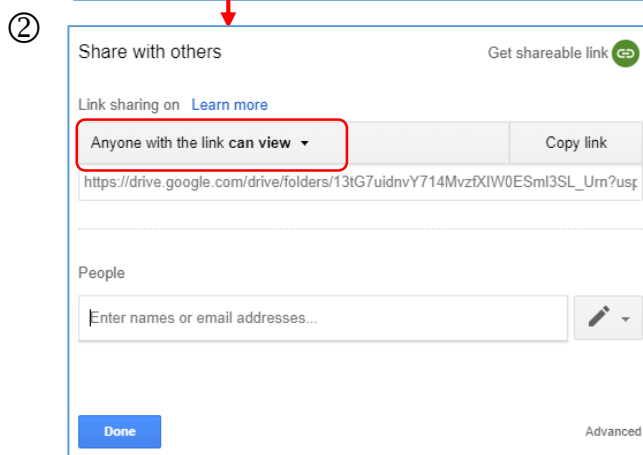 ②
Share with others Get shareable link
Link sharing on Learn more
Anyone with the link can view Copy link
https://drive.google.com/drive/folders/13tG7uidnvY714MvzfXIW0ESmI3SL_Urn?usp
People
Enter names or email addresses...
Done Advanced